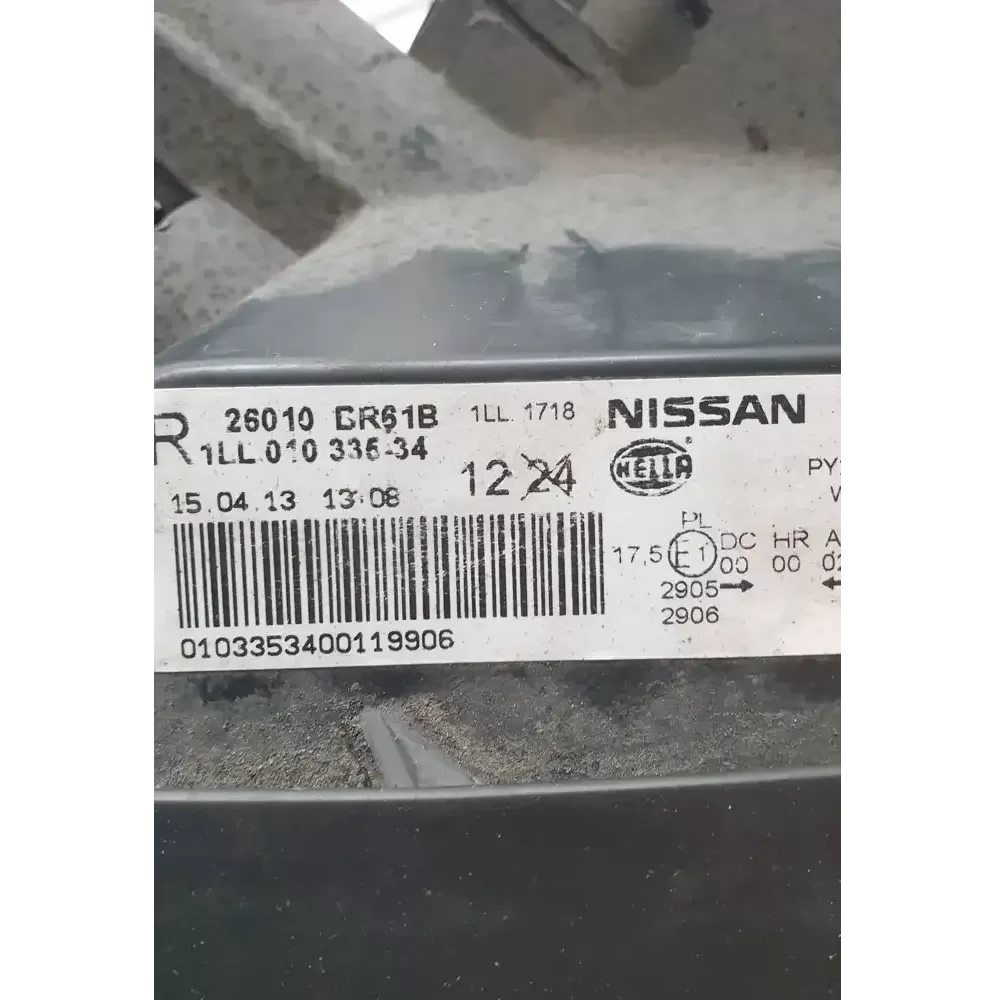 R
26010 BR61B
1LL 1718
NISSAN
1LL 010 335-34
HELLA
12 24
15.04.13 13:08
PL
17,5 E1 DC HR A
00 00 02
2905→ ←
2906
0103353400119906